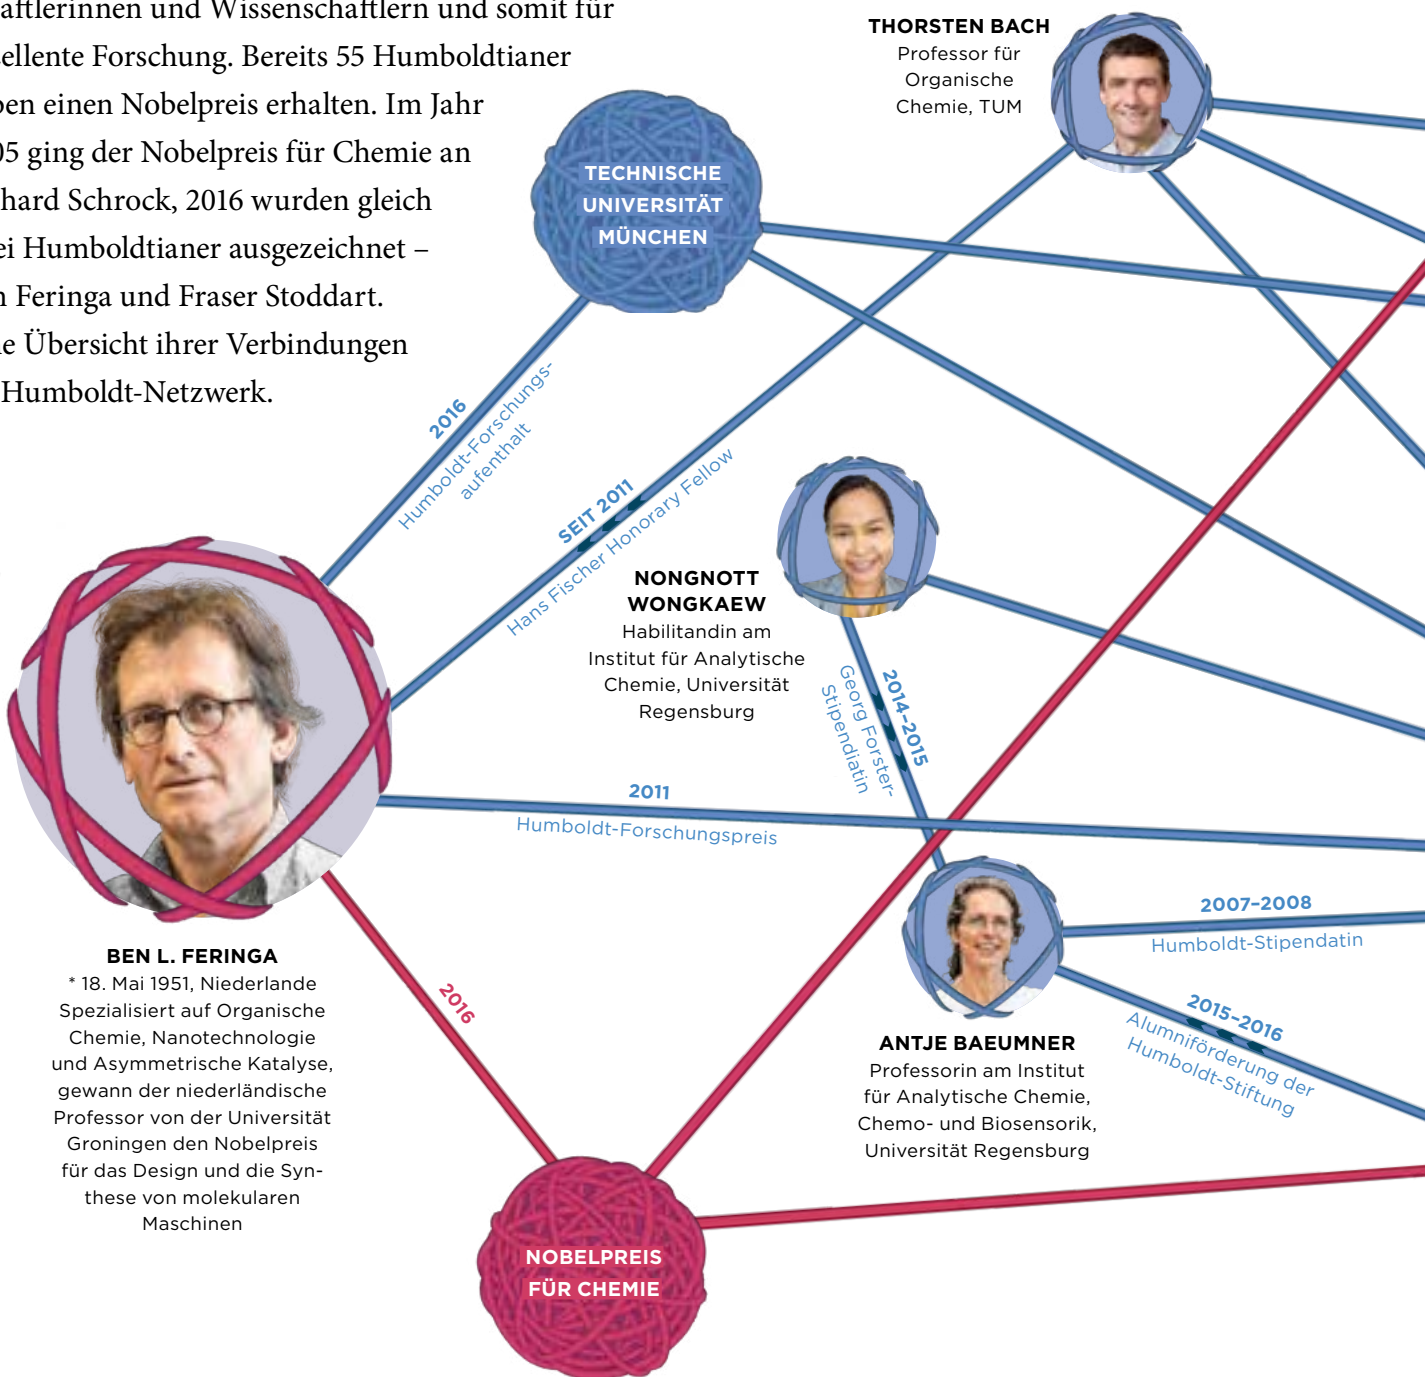 aftlerinnen und Wissenschaftlern und somit für
ellente Forschung. Bereits 55 Humboldtianer
ben einen Nobelpreis erhalten. Im Jahr
05 ging der Nobelpreis für Chemie an
hard Schrock, 2016 wurden gleich
ei Humboldtianer ausgezeichnet –
n Feringa und Fraser Stoddart.
ne Übersicht ihrer Verbindungen
Humboldt-Netzwerk.
THORSTEN BACH
Professor für
Organische
Chemie, TUM
TECHNISCHE
UNIVERSITÄT
MÜNCHEN
2016
Humboldt-Forschungs-
aufenthalt
SEIT 2011
Hans Fischer Honorary Fellow
NONGNOTT
WONGKAEW
Habilitandin am
Institut für Analytische
Chemie, Universität
Regensburg
2014–2015
Georg Forster-
Stipendiatin
2011
Humboldt-Forschungspreis
2007–2008
Humboldt-Stipendatin
2015–2016
Alumniförderung der
Humboldt-Stiftung
BEN L. FERINGA
* 18. Mai 1951, Niederlande
Spezialisiert auf Organische
Chemie, Nanotechnologie
und Asymmetrische Katalyse,
gewann der niederländische
Professor von der Universität
Groningen den Nobelpreis
für das Design und die Syn-
these von molekularen
Maschinen
2016
ANTJE BAEUMNER
Professorin am Institut
für Analytische Chemie,
Chemo- und Biosensorik,
Universität Regensburg
NOBELPREIS
FÜR CHEMIE